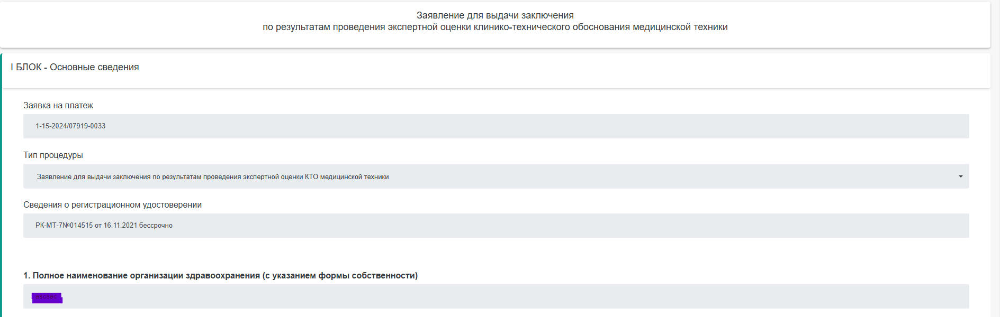 Заявление для выдачи заключения
по результатам проведения экспертной оценки клинико-технического обоснования медицинской техники
I БЛОК - Основные сведения
Заявка на платеж
1-15-2024/07919-0033
Тип процедуры
Заявление для выдачи заключения по результатам проведения экспертной оценки КТО медицинской техники
Сведения о регистрационном удостоверении
РК-МТ-7№014515 от 16.11.2021 бессрочно
1. Полное наименование организации здравоохранения (с указанием формы собственности)